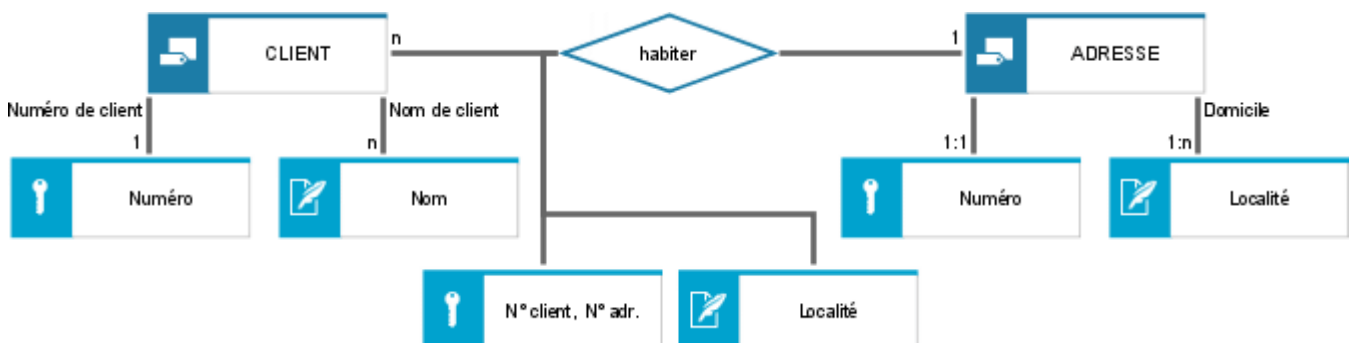 n
1
CLIENT
habiter
ADRESSE
Numéro de client
Nom de client
Domicile
1
n
1:1
1:n
Numéro
Nom
Numéro
Localité
N° client, N° adr.
Localité